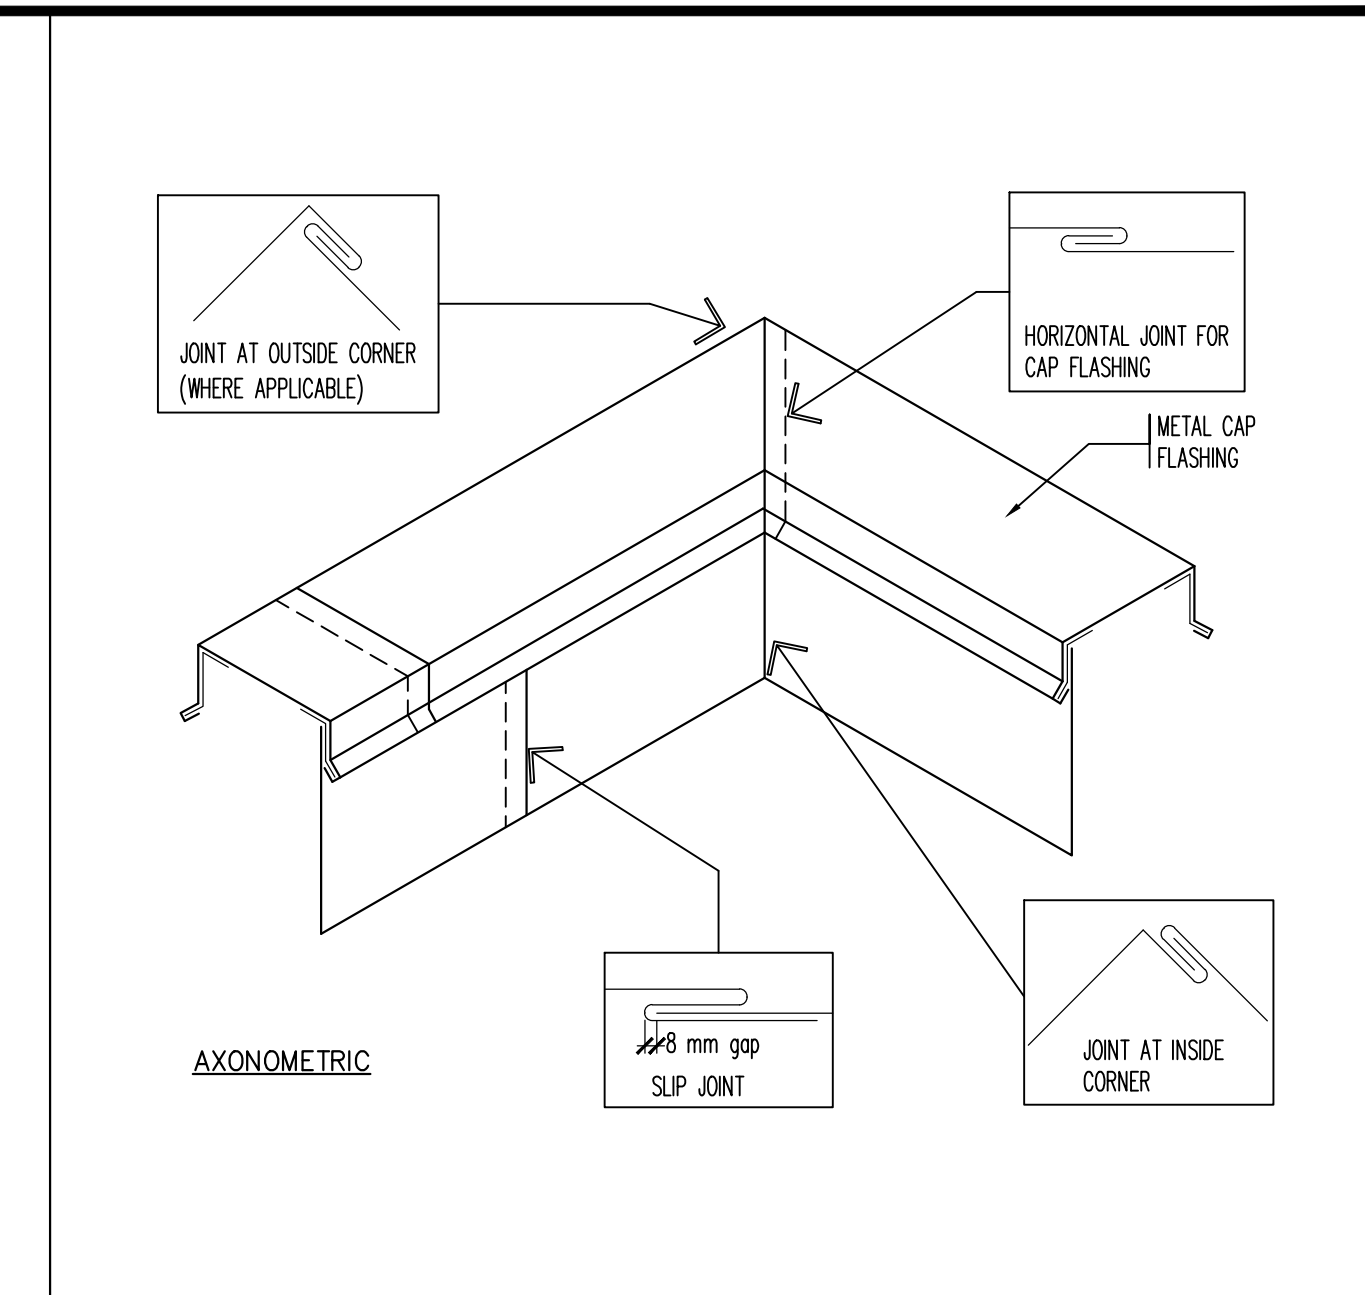 JOINT AT OUTSIDE CORNER
(WHERE APPLICABLE)
HORIZONTAL JOINT FOR
CAP FLASHING
METAL CAP
FLASHING
8 mm gap
SLIP JOINT
JOINT AT INSIDE
CORNER
AXONOMETRIC